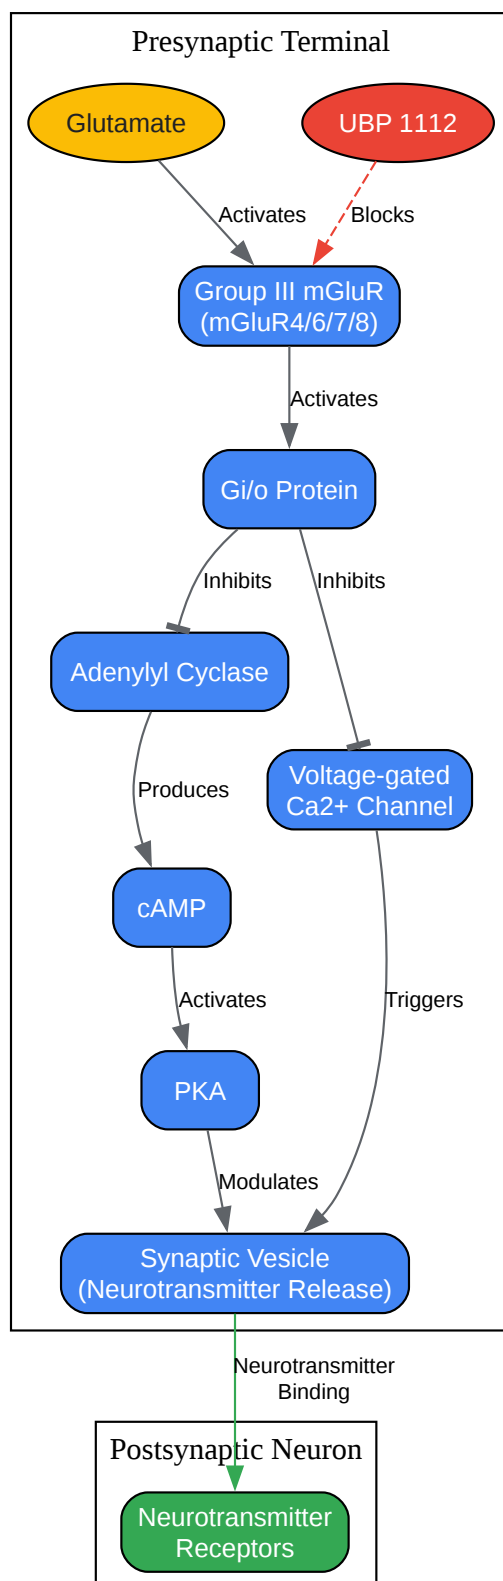 Presynaptic Terminal
Glutamate
UBP 1112
Activates
Blocks
Group III mGluR
(mGluR4/6/7/8)
Activates
Gi/o Protein
Inhibits
Inhibits
Adenylyl Cyclase
Voltage-gated
Ca2+ Channel
Produces
cAMP
Activates
Triggers
PKA
Modulates
Synaptic Vesicle
(Neurotransmitter Release)
Neurotransmitter
Binding
Postsynaptic Neuron
Neurotransmitter
Receptors